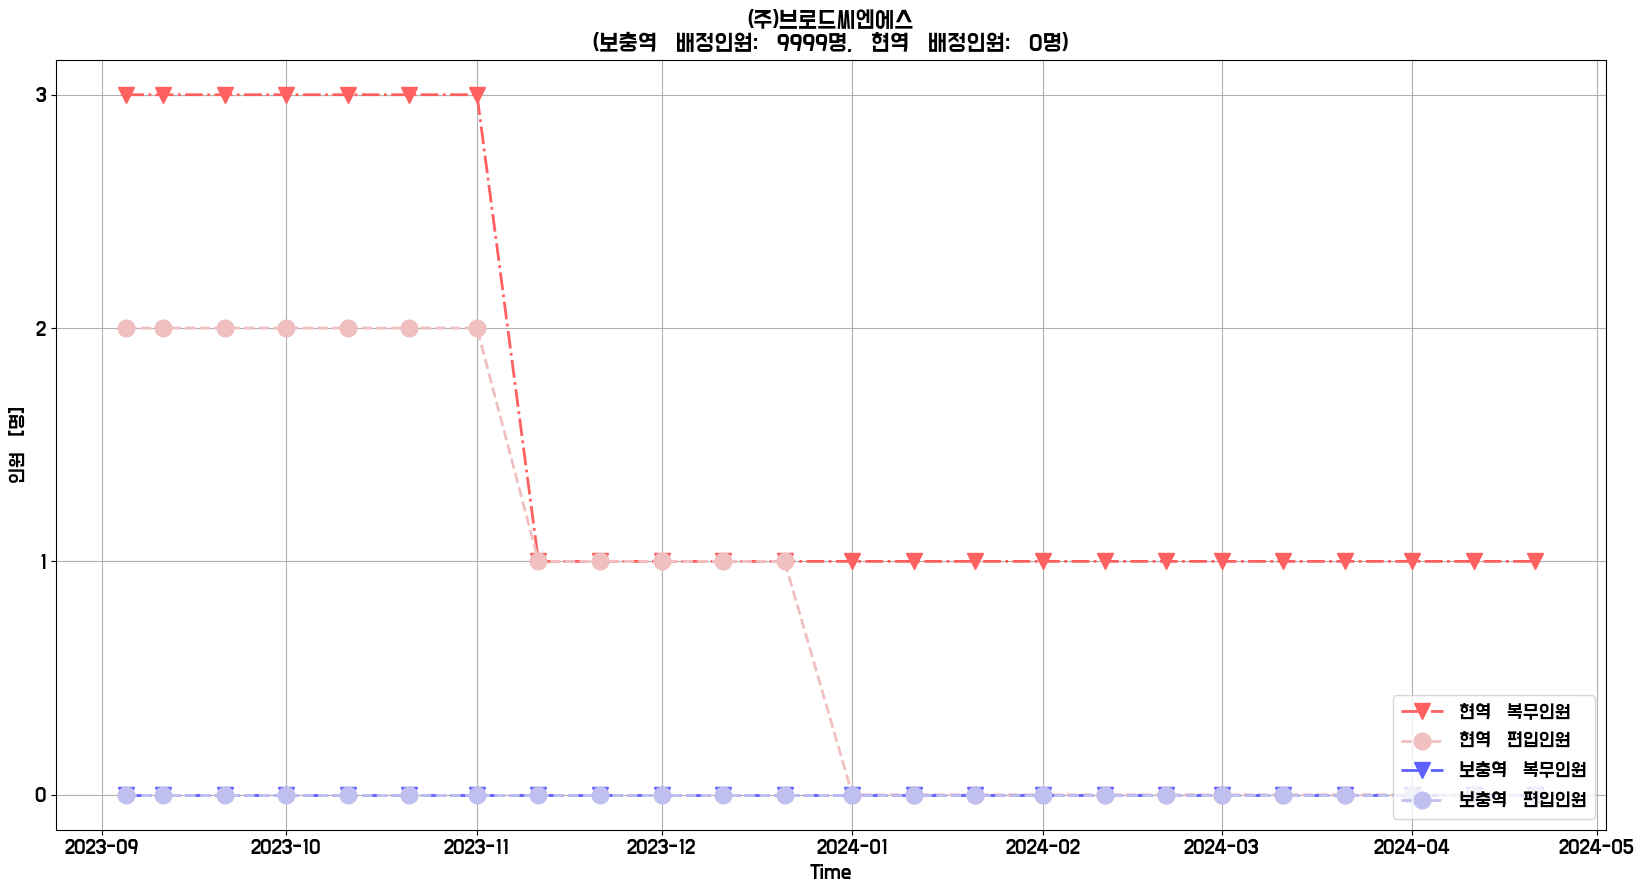 (주)브로드씨엔에스
(보충역 배정인원: 9999명, 현역 배정인원: 0명)
인원 [명]
3
2
1
0
현역 복무인원
현역 편입인원
보충역 복무인원
보충역 편입인원
2023-09 2023-10 2023-11 2023-12 2024-01 2024-02 2024-03 2024-04 2024-05
Time